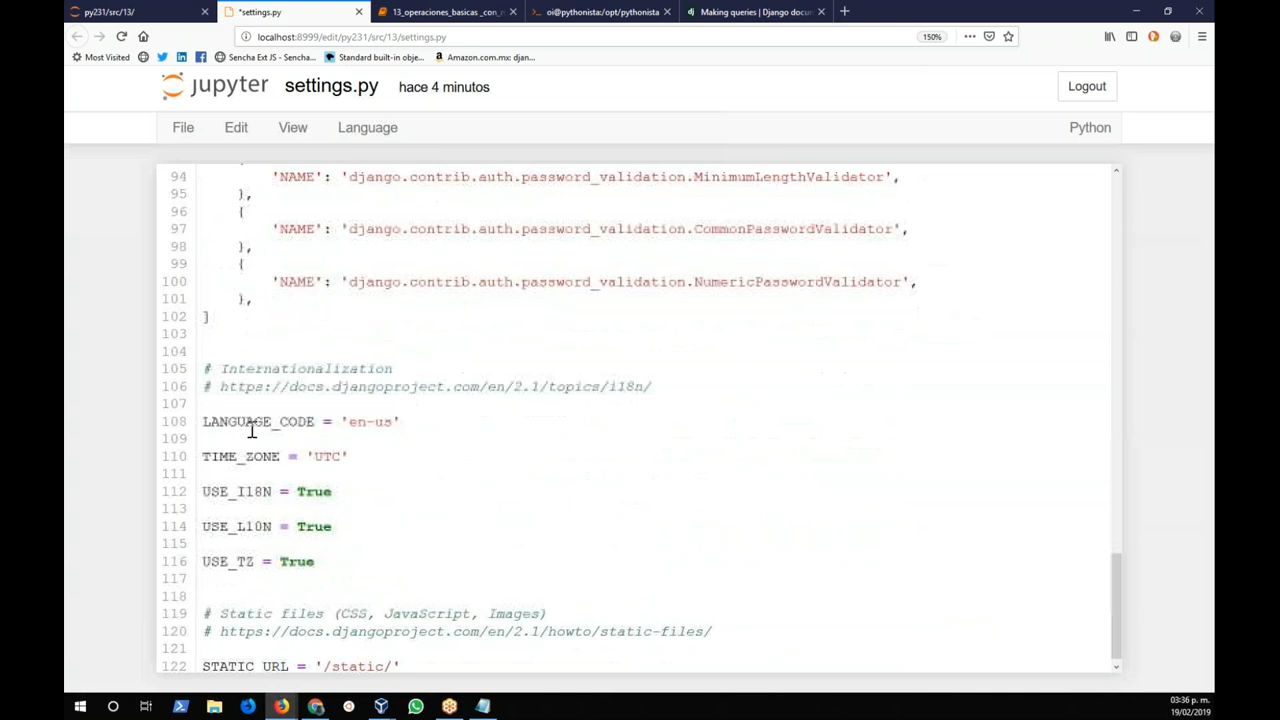 py231/src/13/
*settings.py
13_operaciones_basicas _con_r
oi@pythonista:/opt/pythonista
Making queries | Django docum
localhost:8999/edit/py231/src/13/settings.py
150%
Most Visited
Sencha Ext JS - Sencha...
Standard built-in obje...
Amazon.com.mx: djan...
jupyter
settings.py
hace 4 minutos
Logout
File
Edit
View
Language
Python
94 'NAME': 'django.contrib.auth.password_validation.MinimumLengthValidator',
95 },
96 {
97 'NAME': 'django.contrib.auth.password_validation.CommonPasswordValidator',
98 },
99 {
100 'NAME': 'django.contrib.auth.password_validation.NumericPasswordValidator',
101 },
102 ]
103
104
105 # Internationalization
106 # https://docs.djangoproject.com/en/2.1/topics/i18n/
107
108 LANGUAGE_CODE = 'en-us'
109
110 TIME_ZONE = 'UTC'
111
112 USE_I18N = True
113
114 USE_L10N = True
115
116 USE_TZ = True
117
118
119 # Static files (CSS, JavaScript, Images)
120 # https://docs.djangoproject.com/en/2.1/howto/static-files/
121
122 STATIC_URL = '/static/'
03:36 p. m.
19/02/2019